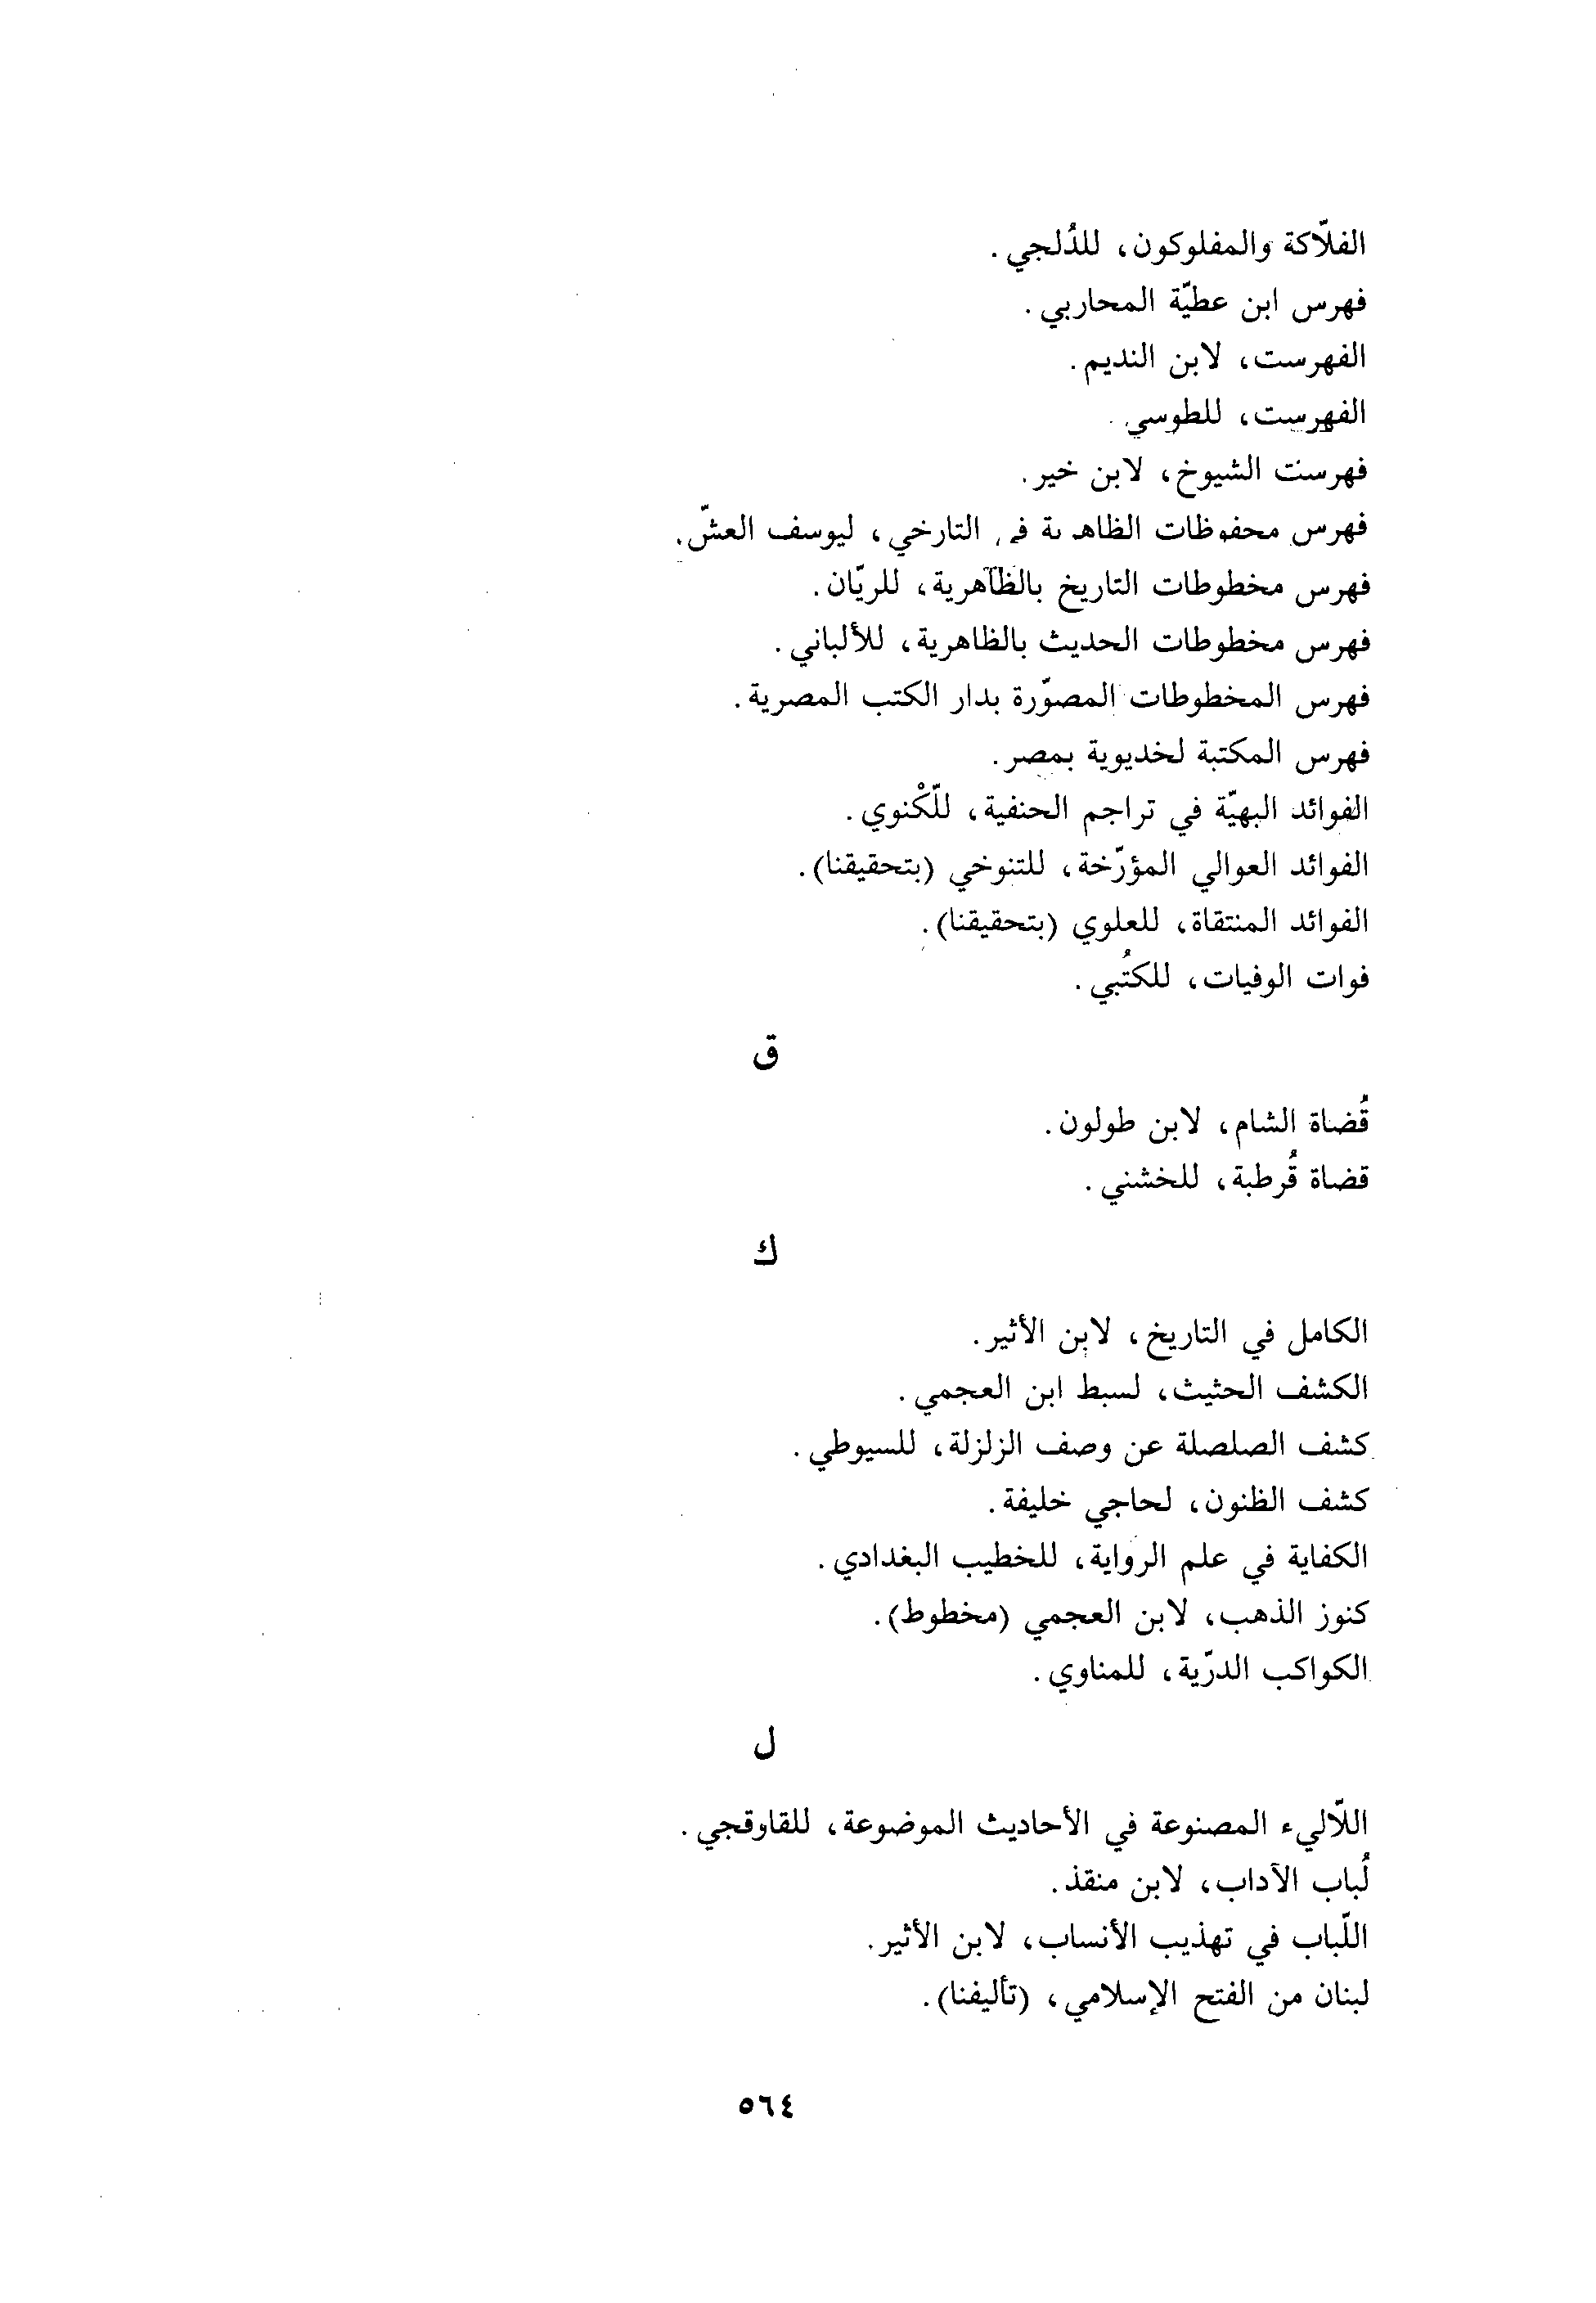 الفلاّكة والمفلوكون، للدُلجي.
فهرس ابن عطيّة المحاربي.
الفهرست، لابن النديم.
الفهرست، للطوسي.
فهرست الشيوخ، لابن خير.
فهرس محفوظات الظاهرية في التارخي، ليوسف العشّ.
فهرس مخطوطات التاريخ بالظاهرية، للريّان.
فهرس مخطوطات الحديث بالظاهرية، للألباني.
فهرس المخطوطات المصوّرة بدار الكتب المصرية.
فهرس المكتبة لخديوية بمصر.
الفوائد البهيّة في تراجم الحنفية، للّكْنوي.
الفوائد العوالي المؤرّخة، للتنوخي (بتحقيقنا).
الفوائد المنتقاة، للعلوي (بتحقيقنا).
فوات الوفيات، للكتُبي.
ق
قُضاة الشام، لابن طولون.
قضاة قُرطبة، للخشني.
ك
الكامل في التاريخ، لابن الأثير.
الكشف الحثيث، لسبط ابن العجمي.
كشف الصلصلة عن وصف الزلزلة، للسيوطي.
كشف الظنون، لحاجي خليفة.
الكفاية في علم الرواية، للخطيب البغدادي.
كنوز الذهب، لابن العجمي (مخطوط).
الكواكب الدرّية، للمناوي.
ل
اللّاليء المصنوعة في الأحاديث الموضوعة، للقاوقجي.
لُباب الآداب، لابن منقذ.
اللّباب في تهذيب الأنساب، لابن الأثير.
لبنان من الفتح الإسلامي، (تأليفنا).
٥٦٤